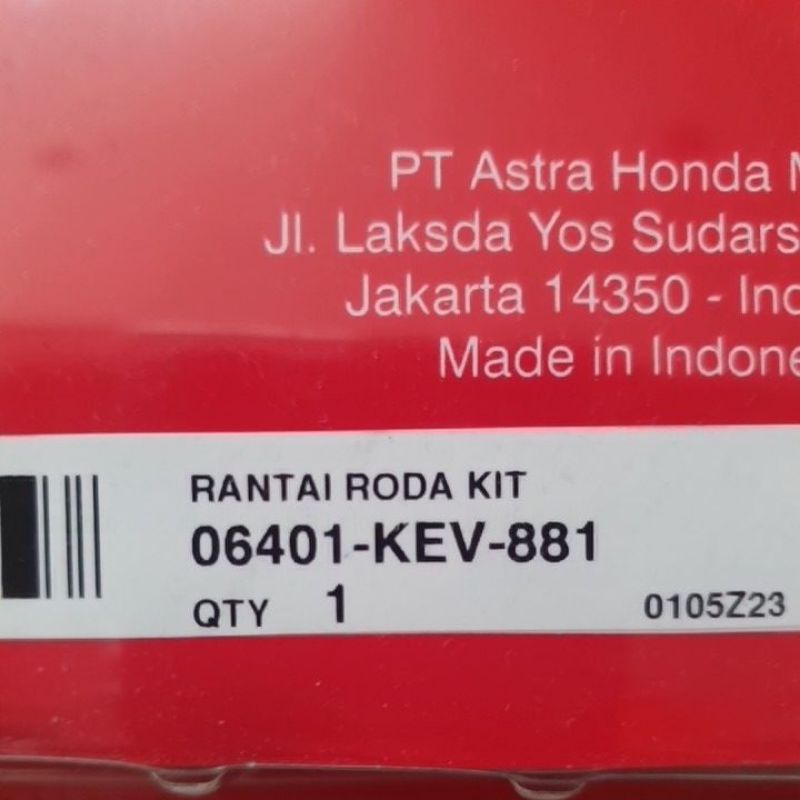 PT Astra Honda
Jl. Laksda Yos
Jakarta 14350 -
Made in
RANTAI RODA KIT
06401-KEV-881
QTY 1
0105Z23